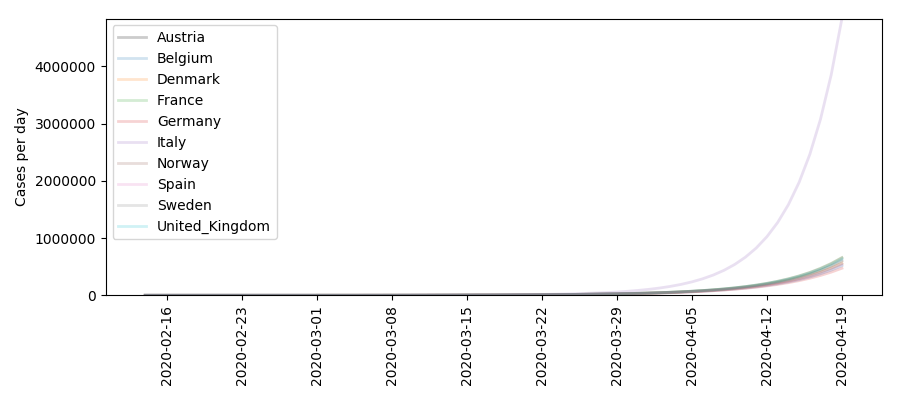 Cases per day
4000000
3000000
2000000
1000000
0
Austria
Belgium
Denmark
France
Germany
Italy
Norway
Spain
Sweden
United_Kingdom
2020-02-16
2020-02-23
2020-03-01
2020-03-08
2020-03-15
2020-03-22
2020-03-29
2020-04-05
2020-04-12
2020-04-19